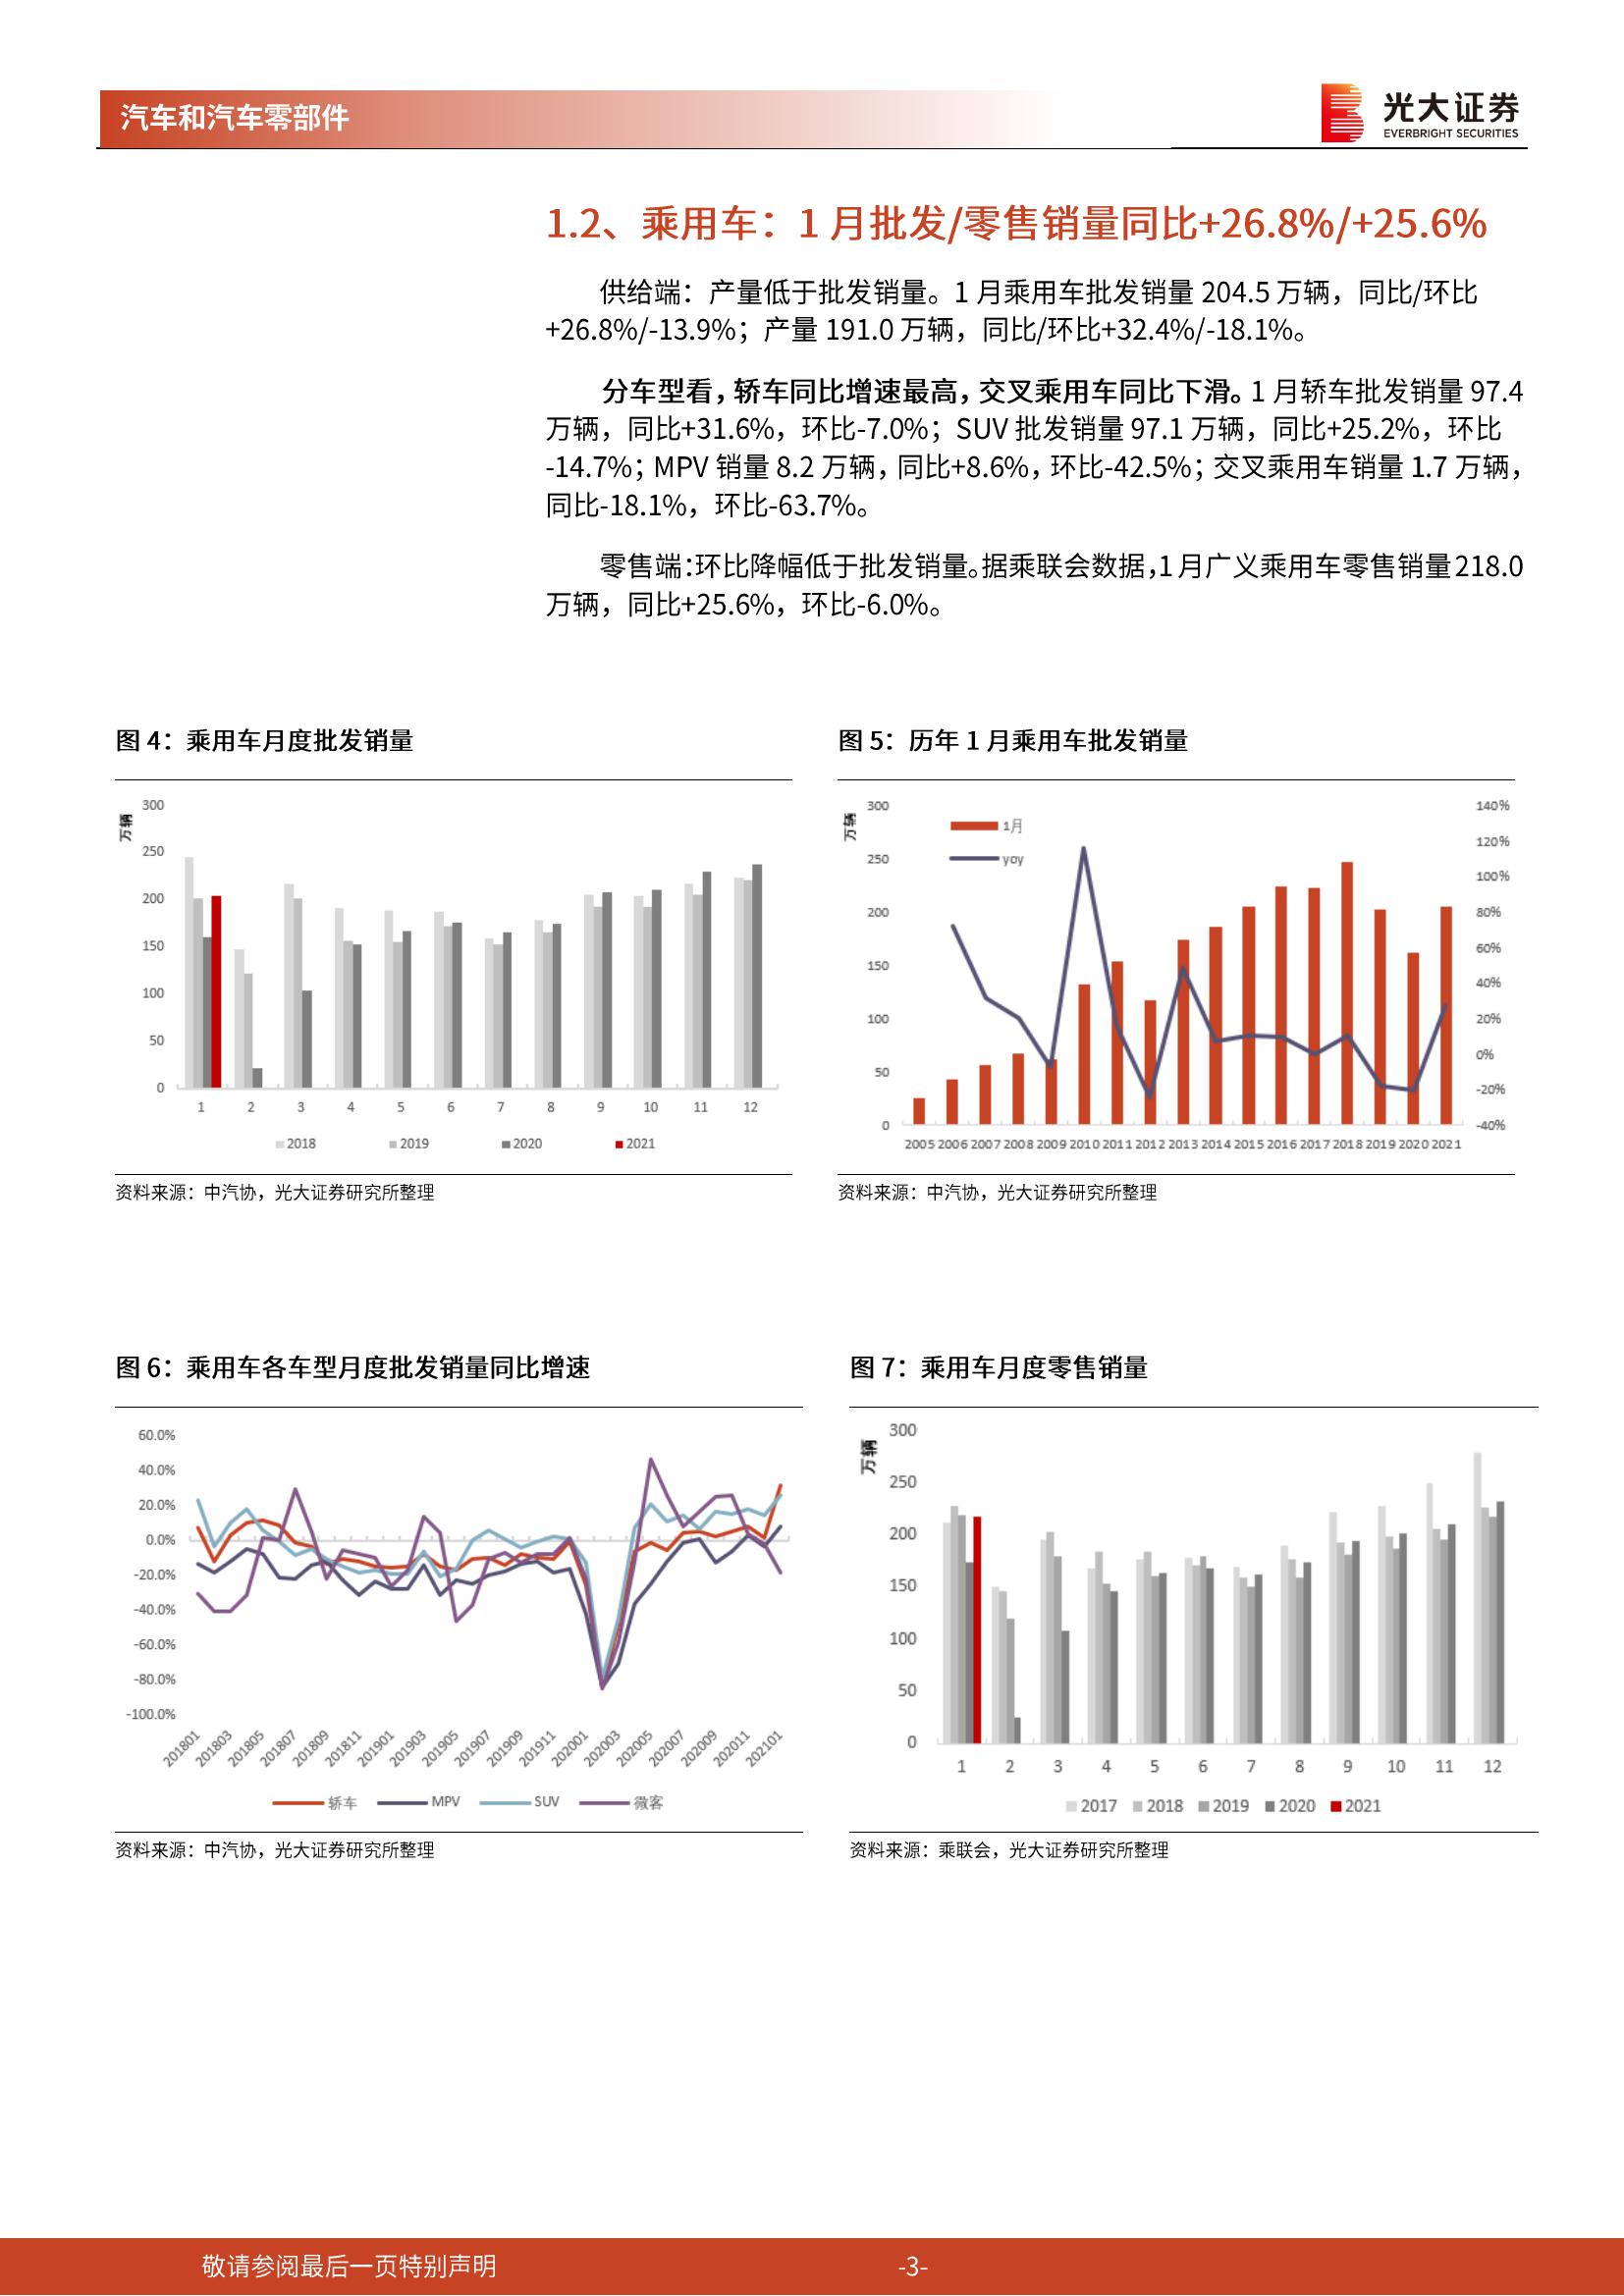 汽车和汽车零部件
光大证券
EVERBRIGHT SECURITIES
1.2、乘用车：1 月批发/零售销量同比+26.8%/+25.6%
供给端：产量低于批发销量。1 月乘用车批发销量 204.5 万辆，同比/环比
+26.8%/-13.9%；产量 191.0 万辆，同比/环比+32.4%/-18.1%。
分车型看，轿车同比增速最高，交叉乘用车同比下滑。1 月轿车批发销量 97.4
万辆，同比+31.6%，环比-7.0%；SUV 批发销量 97.1 万辆，同比+25.2%，环比
-14.7%；MPV 销量 8.2 万辆，同比+8.6%，环比-42.5%；交叉乘用车销量 1.7 万辆，
同比-18.1%，环比-63.7%。
零售端：环比降幅低于批发销量。据乘联会数据，1 月广义乘用车零售销量 218.0
万辆，同比+25.6%，环比-6.0%。
图 4：乘用车月度批发销量
万辆
300
250
200
150
100
50
0
1 2 3 4 5 6 7 8 9 10 11 12
2018 2019 2020 2021
资料来源：中汽协，光大证券研究所整理
图 5：历年 1 月乘用车批发销量
万辆
300
250
200
150
100
50
0
1月
yoy
140%
120%
100%
80%
60%
40%
20%
0%
-20%
-40%
2005 2006 2007 2008 2009 2010 2011 2012 2013 2014 2015 2016 2017 2018 2019 2020 2021
资料来源：中汽协，光大证券研究所整理
图 6：乘用车各车型月度批发销量同比增速
60.0%
40.0%
20.0%
0.0%
-20.0%
-40.0%
-60.0%
-80.0%
-100.0%
201801 201803 201805 201807 201809 201811 201901 201903 201905 201907 201909 201911 202001 202003 202005 202007 202009 202011 202101
轿车 MPV SUV 微客
资料来源：中汽协，光大证券研究所整理
图 7：乘用车月度零售销量
万辆
300
250
200
150
100
50
0
1 2 3 4 5 6 7 8 9 10 11 12
2017 2018 2019 2020 2021
资料来源：乘联会，光大证券研究所整理
敬请参阅最后一页特别声明
-3-